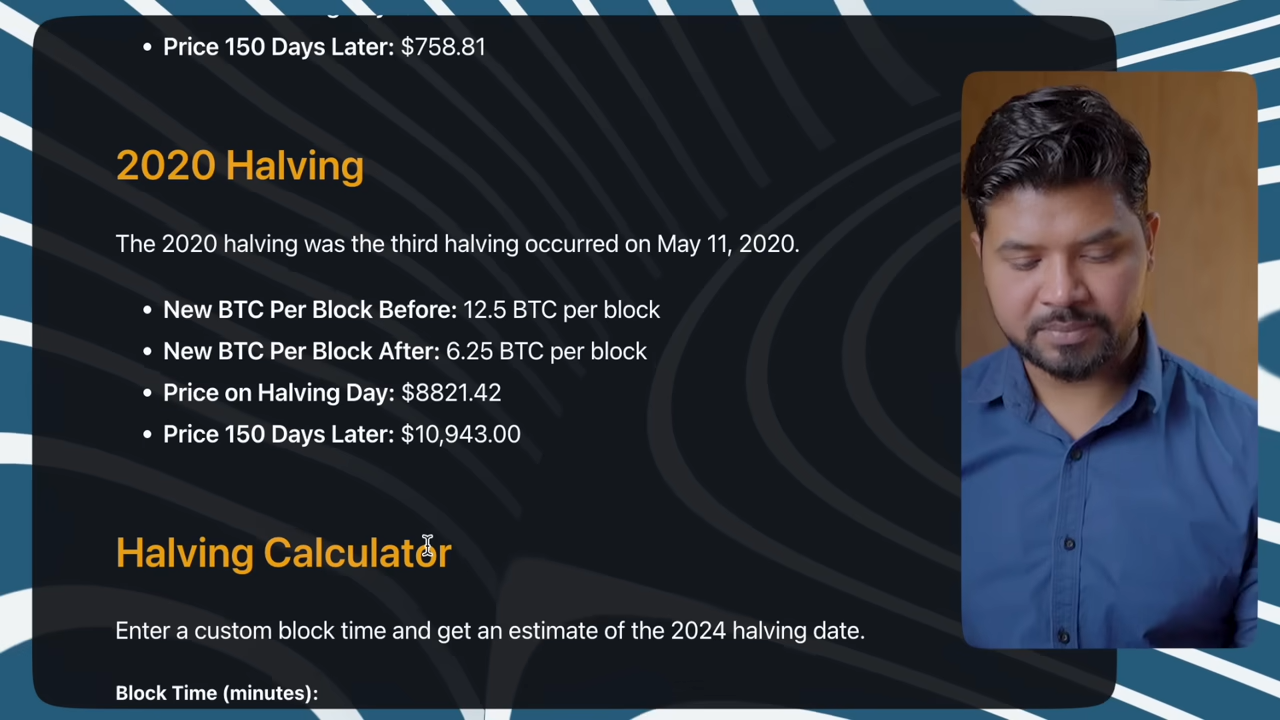 Price 150 Days Later: $758.81
2020 Halving
The 2020 halving was the third halving occurred on May 11, 2020.
New BTC Per Block Before: 12.5 BTC per block
New BTC Per Block After: 6.25 BTC per block
Price on Halving Day: $8821.42
Price 150 Days Later: $10,943.00
Halving Calculator
Enter a custom block time and get an estimate of the 2024 halving date.
Block Time (minutes):